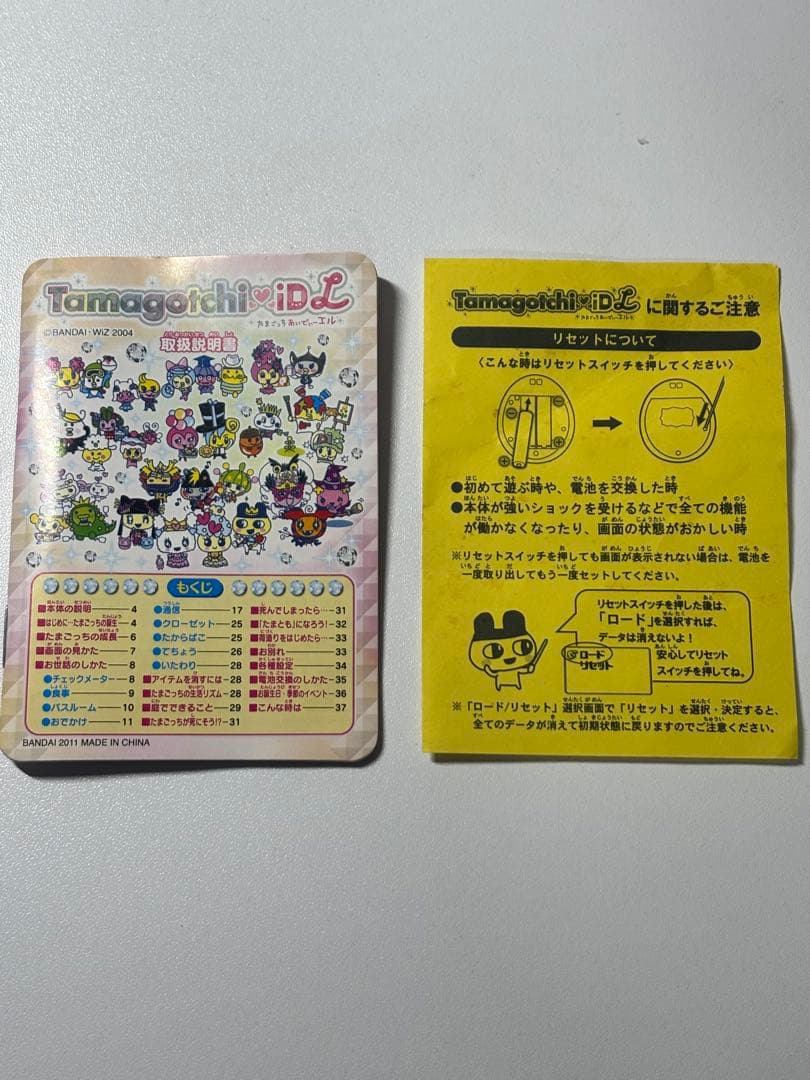 Tamagotchi♥iD L
たまごっちあいでぃーエル
©BANDAI・WiZ 2004
取扱説明書
とりあつかいせつめいしょ
もくじ
■本体の説明 4
■はじめに…たまごっちの誕生 4
■たまごっちの成長 6
■画面の見かた 7
■お世話のしかた 8
●チェックメーター 8
●食事 9
●バスルーム 10
●おでかけ 11
●通信 17
●クローゼット 25
●たからばこ 25
●てちょう 26
●いたわり 28
■アイテムを消すには 28
■たまごっちの生活リズム 28
■庭でできること 29
■たまごっちが死にそう!? 31
■死んでしまったら… 31
■「たまとも」になろう! 32
■荷造りをはじめたら… 33
■お別れ 33
■各種設定 34
■電池交換のしかた 35
■お誕生日・季節のイベント 36
■こんな時は 37
BANDAI 2011 MADE IN CHINA
Tamagotchi♥iD L に関するご注意
たまごっちあいでぃーエル
リセットについて
〈こんな時はリセットスイッチを押してください〉
●初めて遊ぶ時や、電池を交換した時
●本体が強いショックを受けるなどで全ての機能
が働かなくなったり、画面の状態がおかしい時
※リセットスイッチを押しても画面が表示されない場合は、電池を
一度取り出してもう一度セットしてください。
リセットスイッチを押した後は、
「ロード」を選択すれば、
データは消えないよ!
安心してリセット
スイッチを押してね。
ロード
リセット
※「ロード/リセット」選択画面で「リセット」を選択・決定すると、
全てのデータが消えて初期状態に戻りますのでご注意ください。